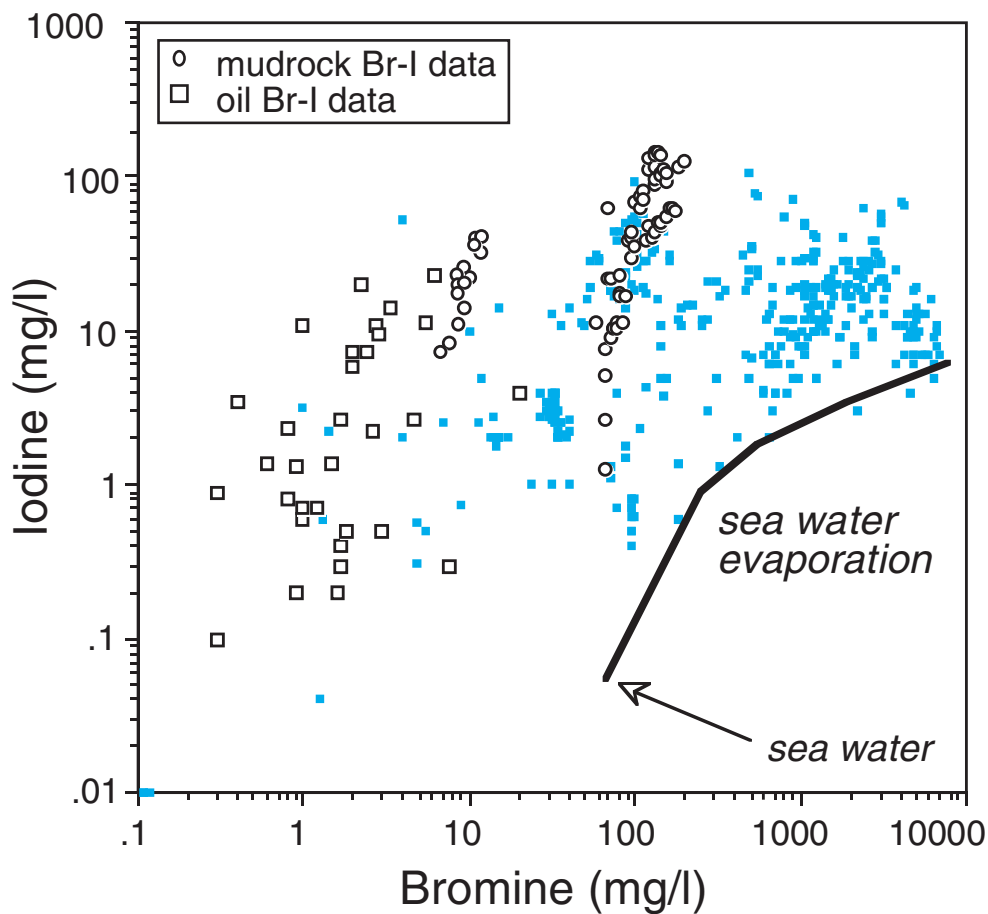 1000
mudrock Br-I data
oil Br-I data
100
10
1
.1
.01
Iodine (mg/l)
sea water
evaporation
sea water
.1
1
10
100
1000
10000
Bromine (mg/l)